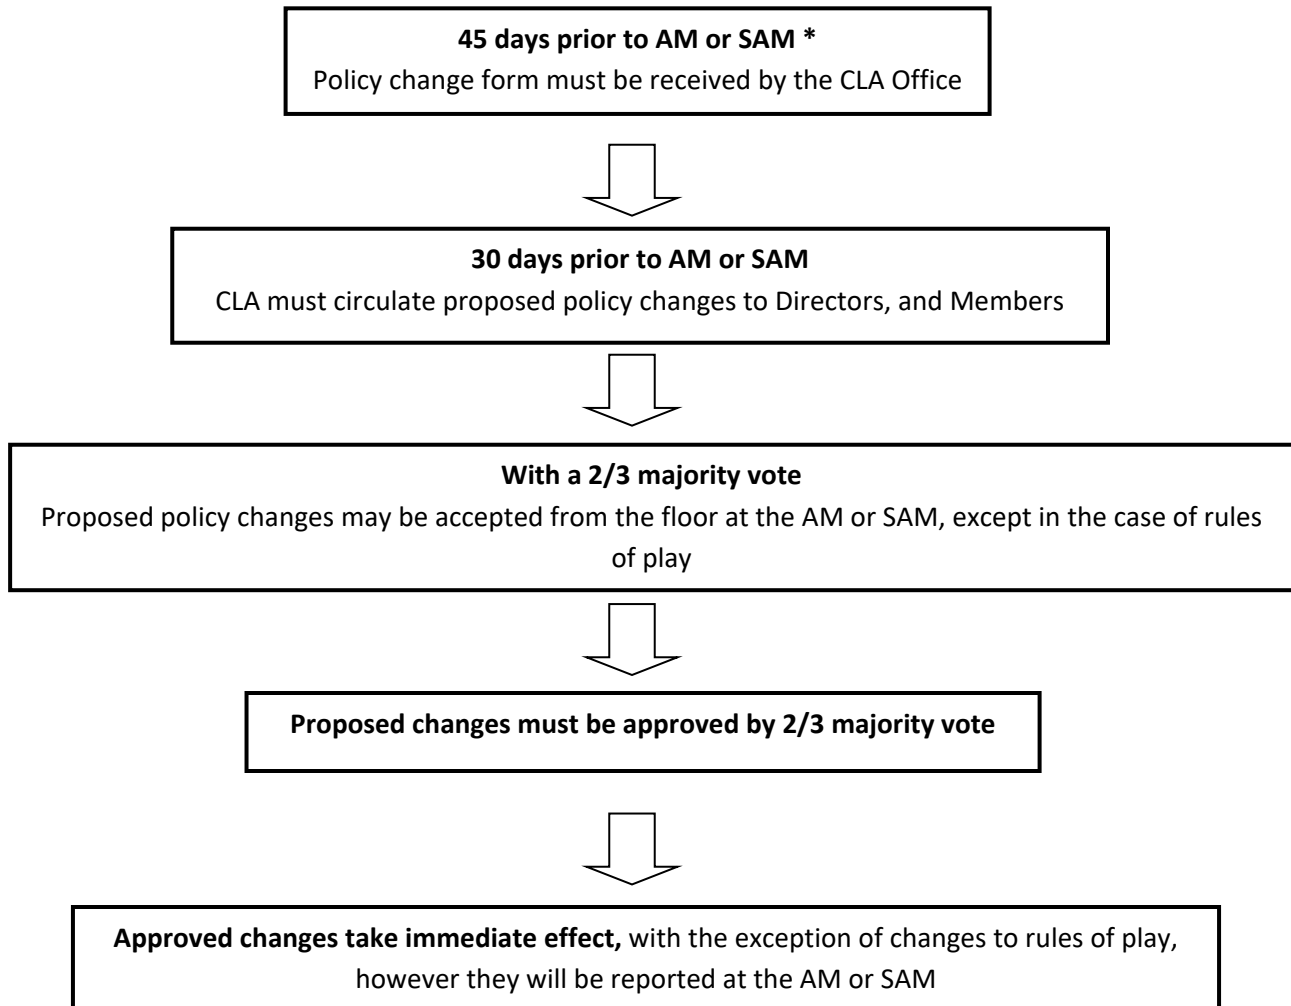 45 days prior to AM or SAM *
Policy change form must be received by the CLA Office
30 days prior to AM or SAM
CLA must circulate proposed policy changes to Directors, and Members
With a 2/3 majority vote
Proposed policy changes may be accepted from the floor at the AM or SAM, except in the case of rules
of play
Proposed changes must be approved by 2/3 majority vote
Approved changes take immediate effect, with the exception of changes to rules of play,
however they will be reported at the AM or SAM